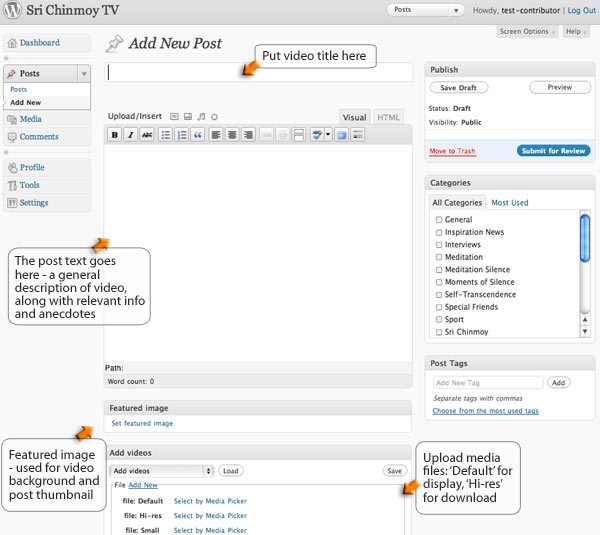 Sri Chinmoy TV
Posts
Howdy, test-contributor | Log Out
Screen Options
Help
Dashboard
Posts
Posts
Add New
Media
Comments
Profile
Tools
Settings
Add New Post
Put video title here
Upload/Insert
Visual
HTML
B I ABC
The post text goes
here - a general
description of video,
along with relevant info
and anecdotes
Path:
Word count: 0
Featured image
Set featured image
Featured image
- used for video
background and
post thumbnail
Add videos
Add videos
Load
Save
File Add New
file: Default Select by Media Picker
file: Hi-res Select by Media Picker
file: Small Select by Media Picker
Upload media
files: 'Default' for
display, 'Hi-res'
for download
Publish
Save Draft
Preview
Status: Draft
Visibility: Public
Move to Trash
Submit for Review
Categories
All Categories
Most Used
General
Inspiration News
Interviews
Meditation
Meditation Silence
Moments of Silence
Self-Transcendence
Special Friends
Sport
Sri Chinmoy
Post Tags
Add New Tag
Add
Separate tags with commas
Choose from the most used tags